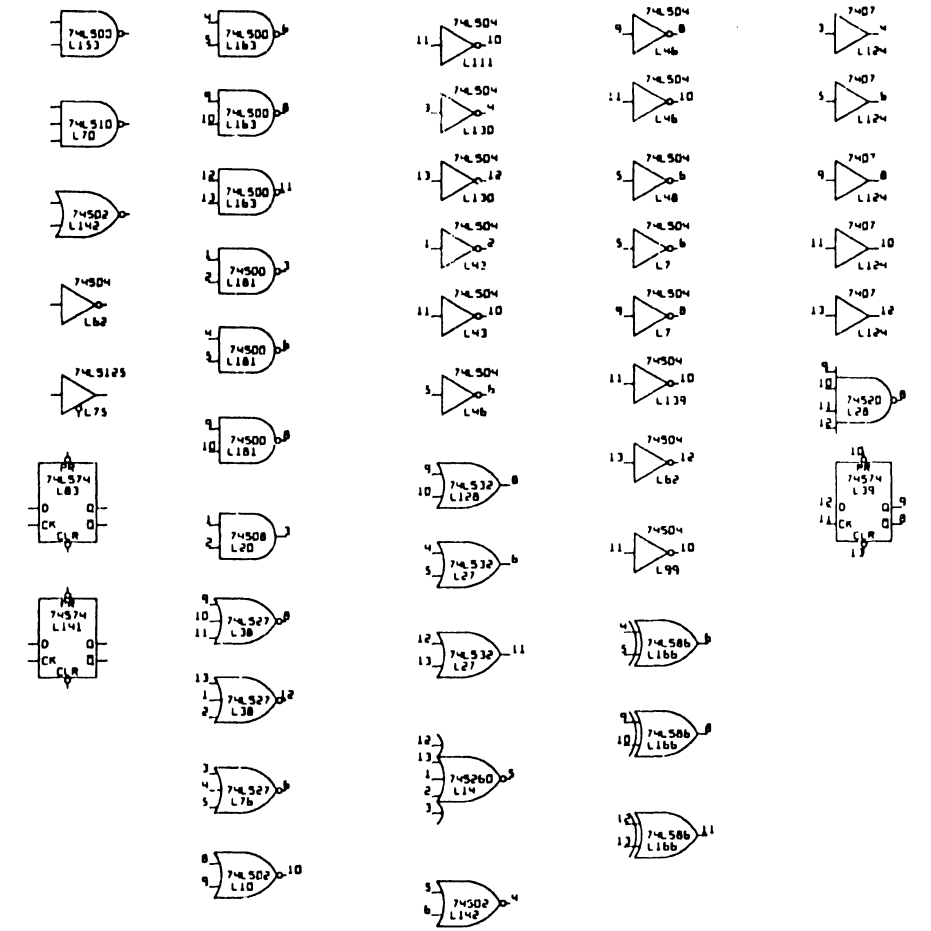 74LS03
L153
74LS10
L70
74S02
L142
74S04
L62
74LS125
L75
PR
74LS74
L83
D Q
CK Q
CLR
PR
74S74
L141
D Q
CK Q
CLR
4
5
74LS00
L163
6
9
10
74LS00
L163
8
12
13
74LS00
L163
11
1
2
74S00
L181
3
4
5
74S00
L181
6
9
10
74S00
L181
8
1
2
74S08
L20
3
9
10
11
74LS27
L38
8
13
1
2
74LS27
L38
12
3
4
5
74LS27
L76
6
8
9
74LS02
L10
10
74LS04
11 10
L111
74LS04
3 4
L130
74LS04
13 12
L130
74LS04
1 2
L43
74LS04
11 10
L43
74LS04
5 6
L46
9
10
74LS32
L128
8
4
5
74LS32
L27
6
12
13
74LS32
L27
11
12
13
1
2
3
74S260
L14
5
5
6
74S02
L142
4
74LS04
9 8
L46
74LS04
11 10
L46
74LS04
5 6
L48
74LS04
5 6
L7
74LS04
9 8
L7
74S04
11 10
L139
74S04
13 12
L62
74S04
11 10
L99
4
5
74LS86
L166
6
9
10
74LS86
L166
8
12
13
74LS86
L166
11
7407
3 4
L124
7407
5 6
L124
7407
9 8
L124
7407
11 10
L124
7407
13 12
L124
9
10
11
12
74S20
L28
8
10
PR
74S74
L39
12 D Q 9
11 CK Q 8
CLR
13